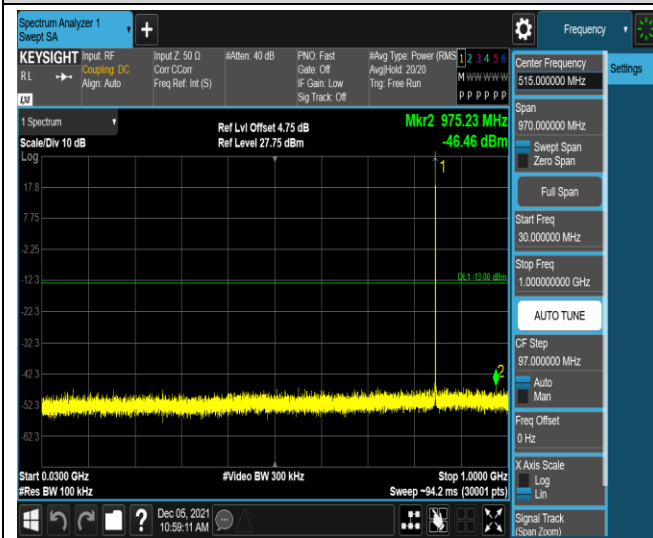 Spectrum Analyzer 1
Swept SA
Frequency
KEYSIGHT
RL
LXI
Input: RF
Coupling: DC
Align: Auto
Input Z: 50 Ω
Corr CCorr
Freq Ref: Int (S)
#Atten: 40 dB
PNO: Fast
Gate: Off
IF Gain: Low
Sig Track: Off
#Avg Type: Power (RMS
Avg|Hold: 20/20
Trig: Free Run
1 2 3 4 5 6
M W W W W W
P P P P P P
1 Spectrum
Scale/Div 10 dB
Ref Lvl Offset 4.75 dB
Ref Level 27.75 dBm
Mkr2 975.23 MHz
-46.46 dBm
Log
17.8
7.75
-2.25
-12.3
-22.3
-32.3
-42.3
-52.3
-62.3
1
DL1 -13.00 dBm
2
Start 0.0300 GHz
#Res BW 100 kHz
#Video BW 300 kHz
Stop 1.0000 GHz
Sweep ~94.2 ms (30001 pts)
Dec 05, 2021
10:59:11 AM
Center Frequency
515.000000 MHz
Settings
Span
970.000000 MHz
Swept Span
Zero Span
Full Span
Start Freq
30.000000 MHz
Stop Freq
1.000000000 GHz
AUTO TUNE
CF Step
97.000000 MHz
Auto
Man
Freq Offset
0 Hz
X Axis Scale
Log
Lin
Signal Track
(Span Zoom)